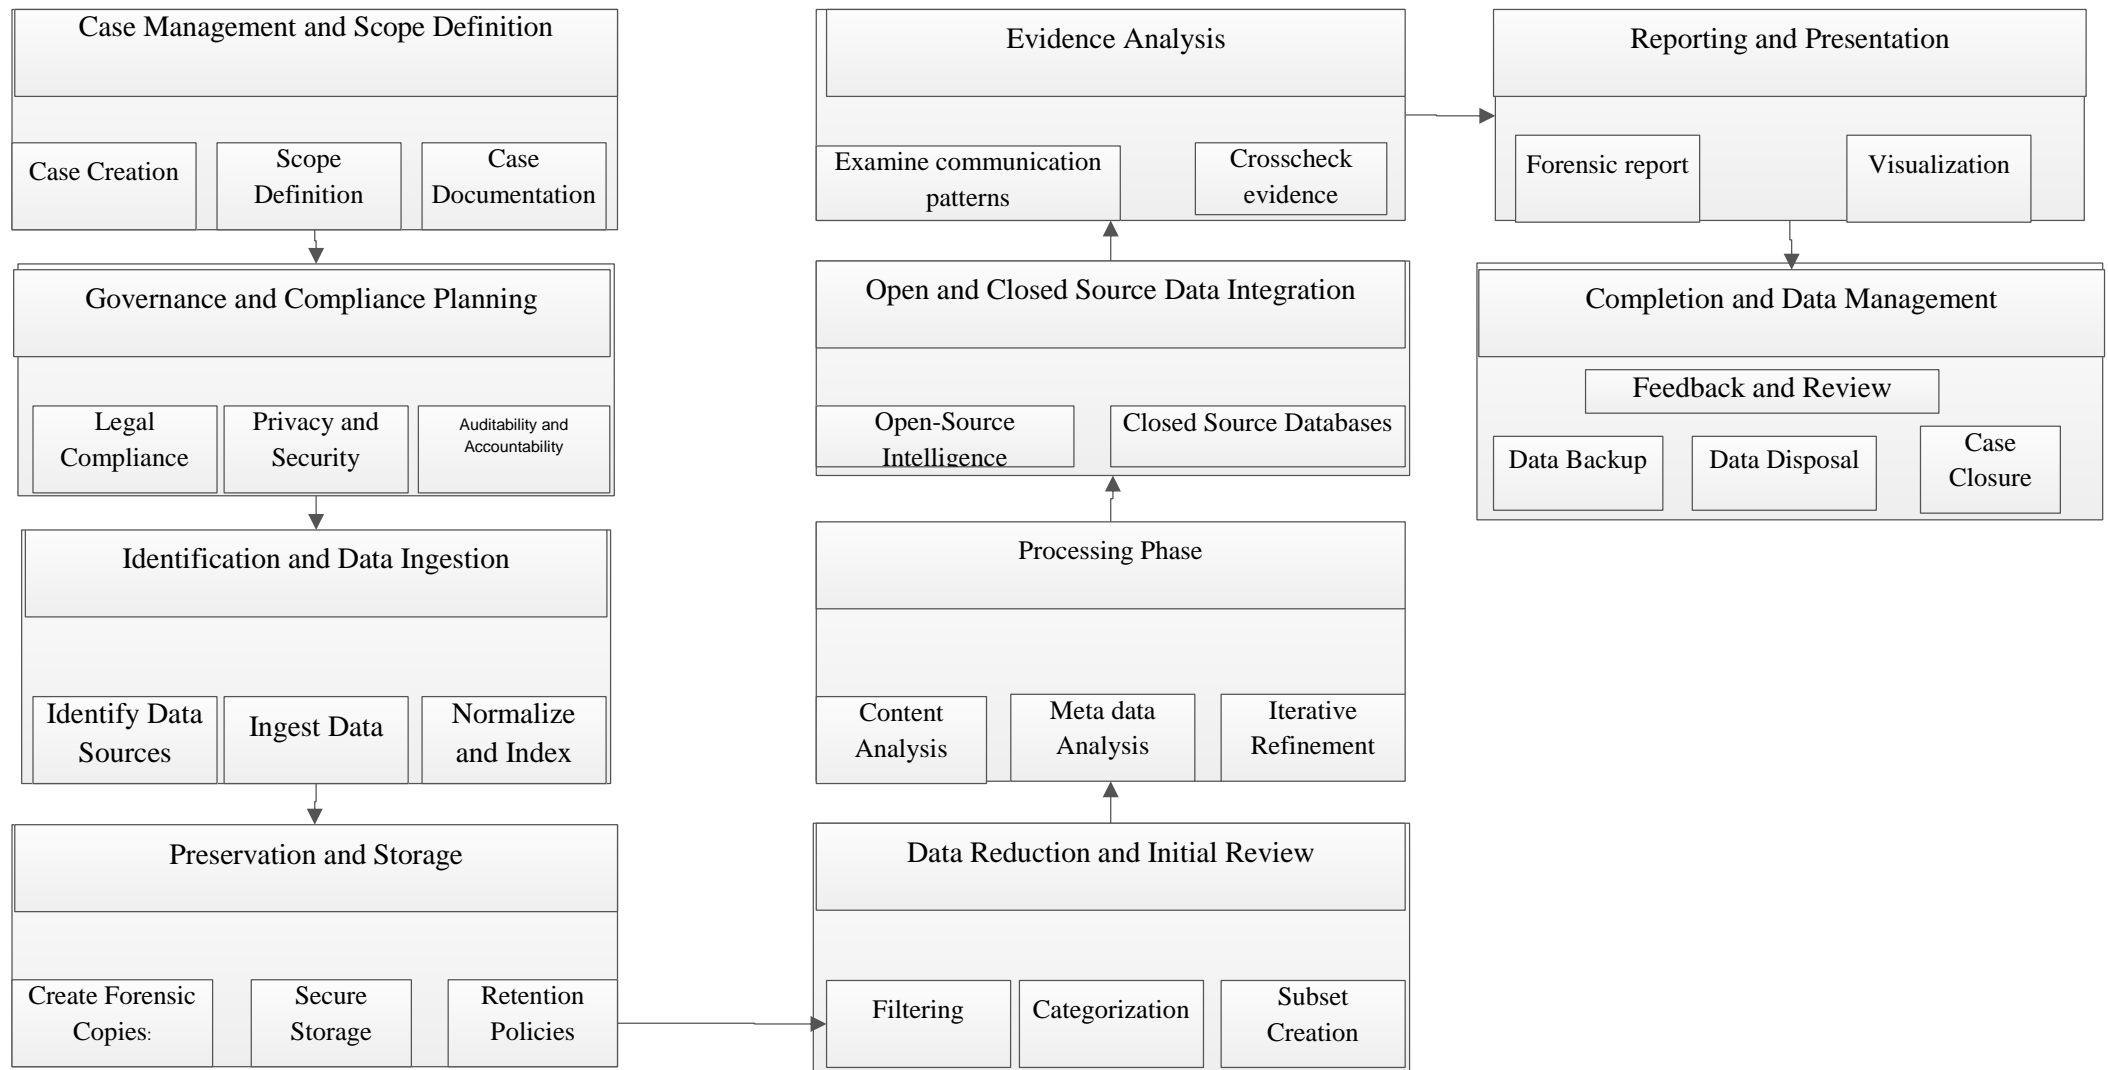 Case Management and Scope Definition
Case Creation
Scope
Definition
Case
Documentation
Governance and Compliance Planning
Legal
Compliance
Privacy and
Security
Auditability and
Accountability
Identification and Data Ingestion
Identify Data
Sources
Ingest Data
Normalize
and Index
Preservation and Storage
Create Forensic
Copies:
Secure
Storage
Retention
Policies
Data Reduction and Initial Review
Filtering
Categorization
Subset
Creation
Processing Phase
Content
Analysis
Meta data
Analysis
Iterative
Refinement
Open and Closed Source Data Integration
Open-Source
Intelligence
Closed Source Databases
Evidence Analysis
Examine communication
patterns
Crosscheck
evidence
Reporting and Presentation
Forensic report
Visualization
Completion and Data Management
Feedback and Review
Data Backup
Data Disposal
Case
Closure